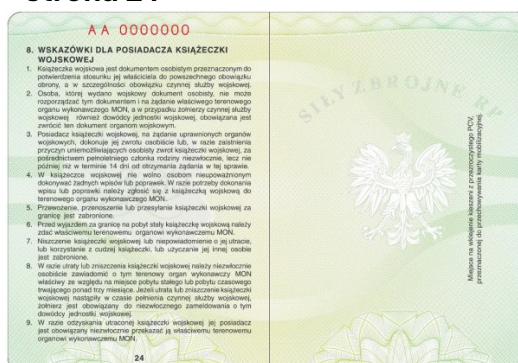 AA 0000000
8. WSKAZÓWKI DLA POSIADACZA KSIĄŻECZKI
WOJSKOWEJ
1. Książeczka wojskowa jest dokumentem osobistym przeznaczonym do
potwierdzenia stosunku jej właściciela do powszechnego obowiązku
obrony, a w szczególności obowiązku czynnej służby wojskowej.
2. Osoba, której wydano wojskowy dokument osobisty, nie może
rozporządzać tym dokumentem i na żądanie właściwego terenowego
organu wykonawczego MON, a w przypadku żołnierzy czynnej służby
wojskowej również dowódcy jednostki wojskowej, obowiązana jest
zwrócić ten dokument organom wojskowym.
3. Posiadacz książeczki wojskowej, na żądanie uprawnionych organów
wojskowych, dokonuje jej zwrotu osobiście lub, w razie zaistnienia
przyczyn uniemożliwiających osobisty zwrot książeczki wojskowej, za
pośrednictwem pełnoletniego członka rodziny niezwłocznie, lecz nie
później niż w terminie 14 dni od otrzymania żądania w tej sprawie.
4. W książeczce wojskowej nie wolno osobom nieupoważnionym
dokonywać żadnych wpisów lub poprawek. W razie potrzeby dokonania
wpisu lub poprawki należy zgłosić się z książeczką wojskową do
terenowego organu wykonawczego MON.
5. Przewożenie, przenoszenie lub przesyłanie książeczki wojskowej za
granicę jest zabronione.
6. Przed wyjazdem za granicę na pobyt stały książeczkę wojskową należy
zdać właściwemu terenowemu organowi wykonawczemu MON.
7. Niszczenie książeczki wojskowej lub niepowiadomienie o jej utracie,
lub korzystanie z cudzej książeczki, lub użyczanie jej innej osobie
jest zabronione.
8. W razie utraty lub zniszczenia książeczki wojskowej należy niezwłocznie
osobiście zawiadomić o tym terenowy organ wykonawczy MON
właściwy ze względu na miejsce pobytu stałego lub pobytu czasowego
trwającego ponad trzy miesiące. Jeżeli utrata lub zniszczenie książeczki
wojskowej nastąpiły w czasie pełnienia czynnej służby wojskowej,
żołnierz jest obowiązany do niezwłocznego zameldowania o tym
dowódcy jednostki wojskowej.
9. W razie odzyskania utraconej książeczki wojskowej jej posiadacz
jest obowiązany niezwłocznie przekazać ją właściwemu terenowemu
organowi wykonawczemu MON.
24
SIŁY ZBROJNE RP
Miejsce na wklejenie kieszeni z przezroczystego PCV,
przeznaczonej do przechowywania karty mobilizacyjnej.